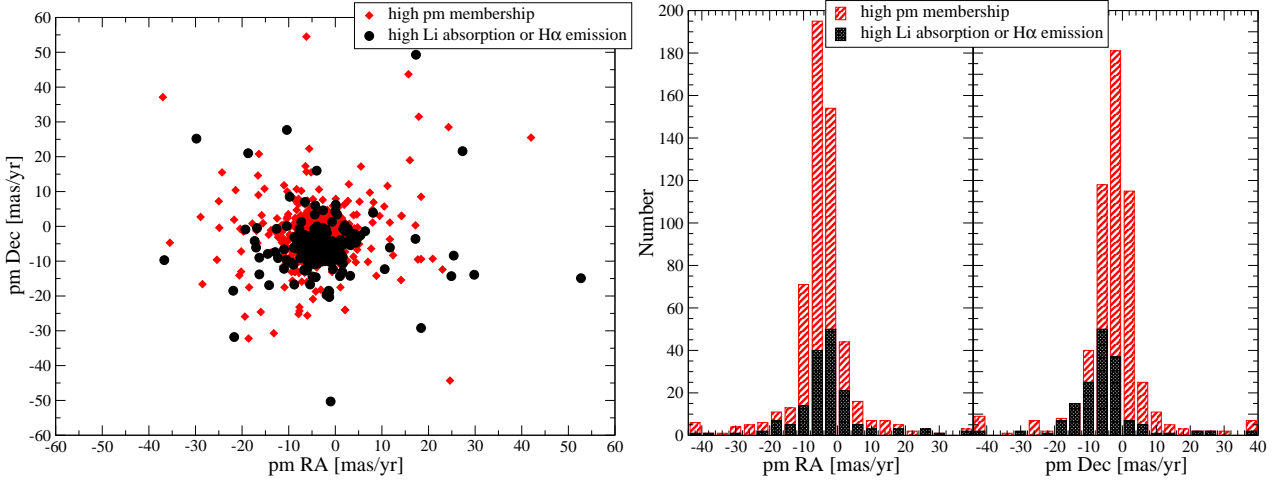 high pm membership
high Li absorption or Hα emission
60
50
40
30
20
10
0
-10
-20
-30
-40
-50
-60
pm Dec [mas/yr]
-60 -50 -40 -30 -20 -10 0 10 20 30 40 50 60
pm RA [mas/yr]
high pm membership
high Li absorption or Hα emission
200
180
160
140
120
100
80
60
40
20
0
Number
-40 -30 -20 -10 0 10 20 30
pm RA [mas/yr]
-40 -30 -20 -10 0 10 20 30 40
pm Dec [mas/yr]